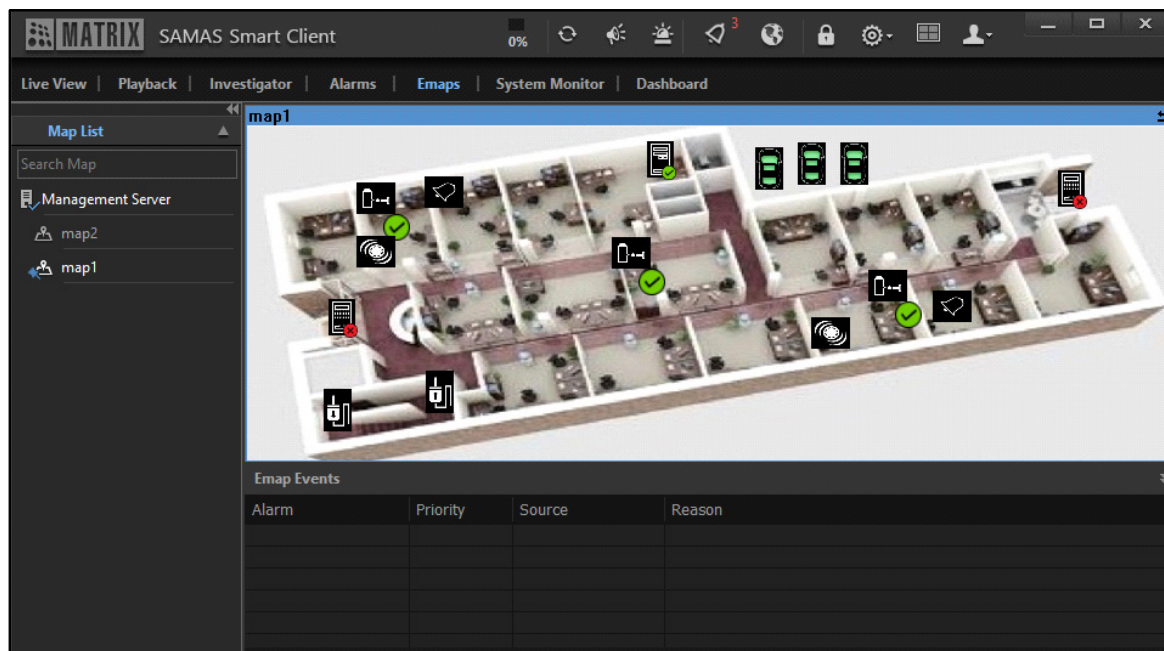 MATRIX SAMAS Smart Client 0% 3
Live View | Playback | Investigator | Alarms | Emaps | System Monitor | Dashboard
Map List
Search Map
Management Server
map2
map1
map1
Emap Events
Alarm Priority Source Reason